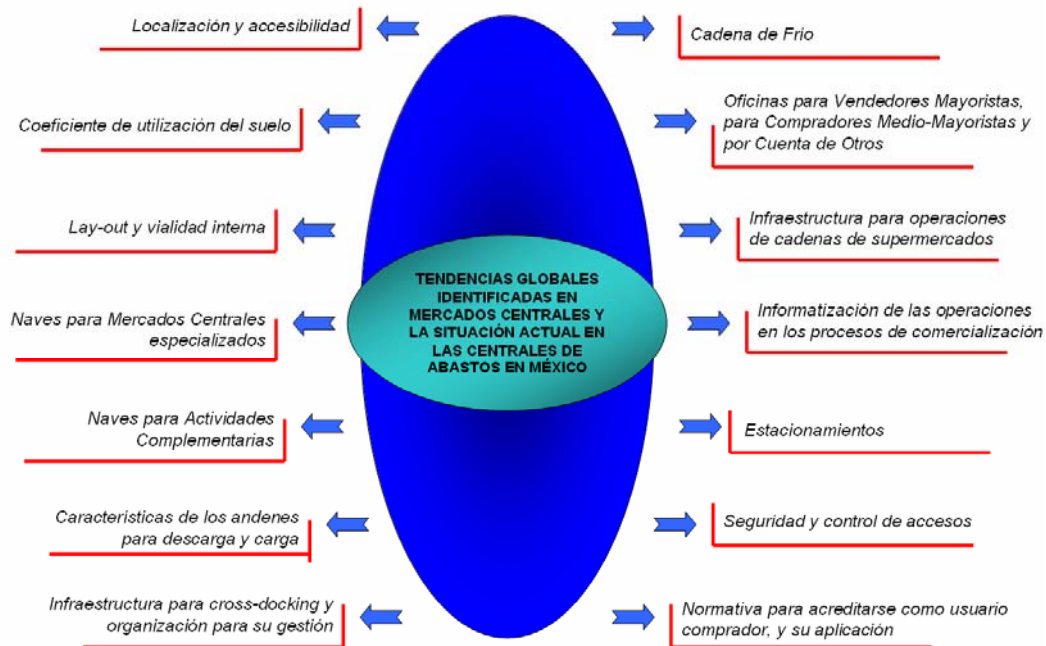 Localización y accesibilidad
Coeficiente de utilización del suelo
Lay-out y vialidad interna
Naves para Mercados Centrales
especializados
Naves para Actividades
Complementarias
Características de los andenes
para descarga y carga
Infraestructura para cross-docking y
organización para su gestión
TENDENCIAS GLOBALES
IDENTIFICADAS EN
MERCADOS CENTRALES Y
LA SITUACIÓN ACTUAL EN
LAS CENTRALES DE
ABASTOS EN MÉXICO
Cadena de Frío
Oficinas para Vendedores Mayoristas,
para Compradores Medio-Mayoristas y
por Cuenta de Otros
Infraestructura para operaciones
de cadenas de supermercados
Informatización de las operaciones
en los procesos de comercialización
Estacionamientos
Seguridad y control de accesos
Normativa para acreditarse como usuario
comprador, y su aplicación